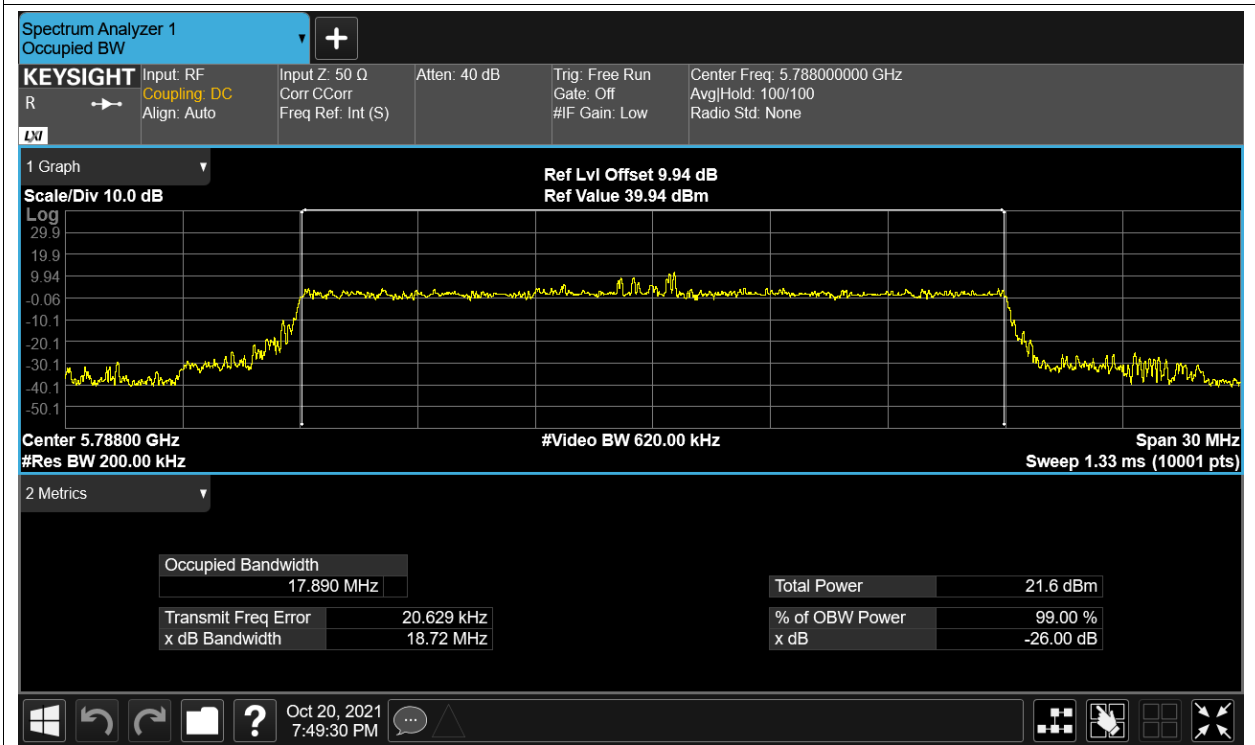 Spectrum Analyzer 1
Occupied BW
KEYSIGHT
R
LXI
Input: RF
Coupling: DC
Align: Auto
Input Z: 50 Ω
Corr CCorr
Freq Ref: Int (S)
Atten: 40 dB
Trig: Free Run
Gate: Off
#IF Gain: Low
Center Freq: 5.788000000 GHz
Avg|Hold: 100/100
Radio Std: None
1 Graph
Scale/Div 10.0 dB
Ref Lvl Offset 9.94 dB
Ref Value 39.94 dBm
Log
29.9
19.9
9.94
-0.06
-10.1
-20.1
-30.1
-40.1
-50.1
Center 5.78800 GHz
#Video BW 620.00 kHz
Span 30 MHz
#Res BW 200.00 kHz
Sweep 1.33 ms (10001 pts)
2 Metrics
Occupied Bandwidth
17.890 MHz
Total Power 21.6 dBm
Transmit Freq Error 20.629 kHz
% of OBW Power 99.00 %
x dB Bandwidth 18.72 MHz
x dB -26.00 dB
?
Oct 20, 2021
7:49:30 PM